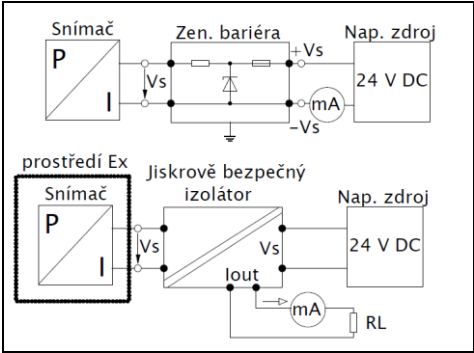 Snímač
Zen. bariéra
Nap. zdroj
P
I
Vs
+Vs
mA
-Vs
24 V DC
prostředí Ex
Jiskrově bezpečný
izolátor
Snímač
Nap. zdroj
P
I
Vs
Vs
24 V DC
Iout
mA
RL